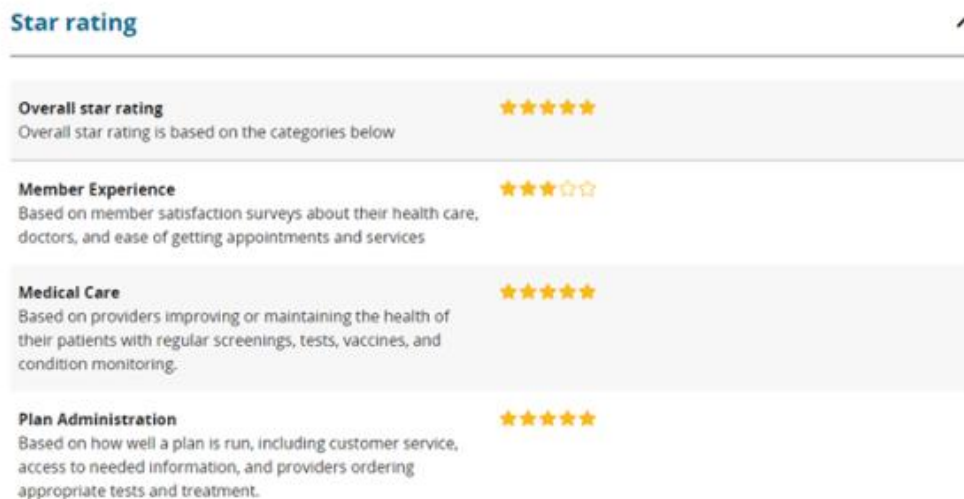 Star rating
Overall star rating
Overall star rating is based on the categories below
Member Experience
Based on member satisfaction surveys about their health care,
doctors, and ease of getting appointments and services
Medical Care
Based on providers improving or maintaining the health of
their patients with regular screenings, tests, vaccines, and
condition monitoring.
Plan Administration
Based on how well a plan is run, including customer service,
access to needed information, and providers ordering
appropriate tests and treatment.